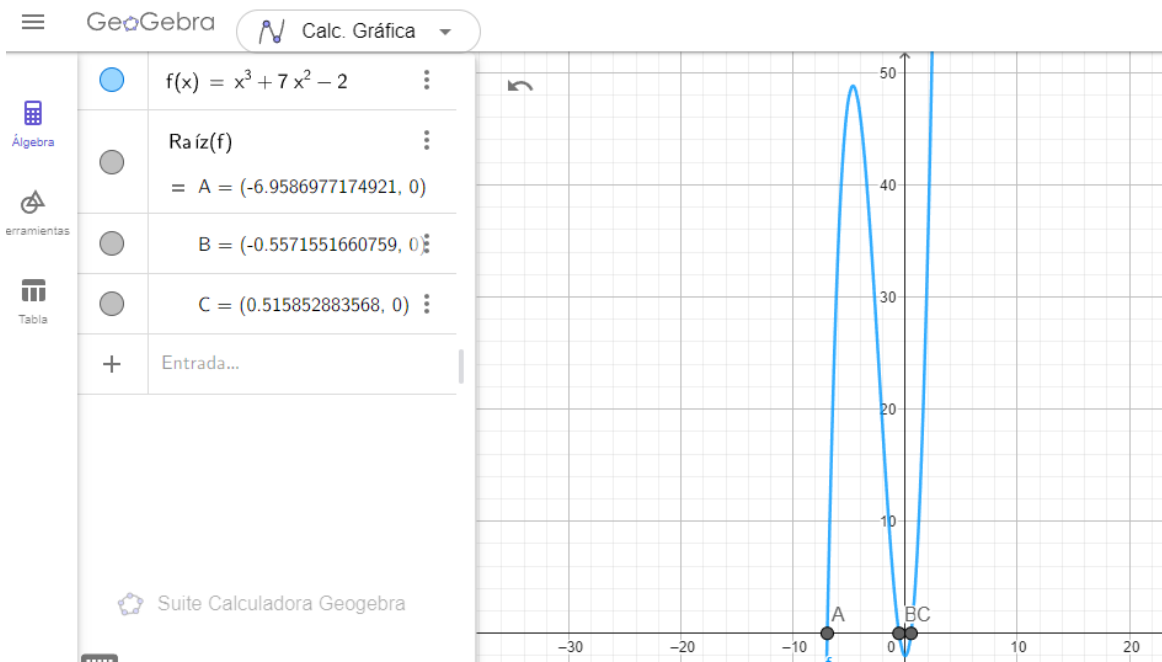 GeoGebra
Calc. Gráfica
f(x) = x³ + 7 x² − 2
Álgebra
Raíz(f)
= A = (-6.9586977174921, 0)
erramientas
B = (-0.5571551660759, 0)
C = (0.515852883568, 0)
Tabla
+ Entrada...
Suite Calculadora Geogebra
50
40
30
20
10
A
BC
−30 −20 −10 0 10 20
f